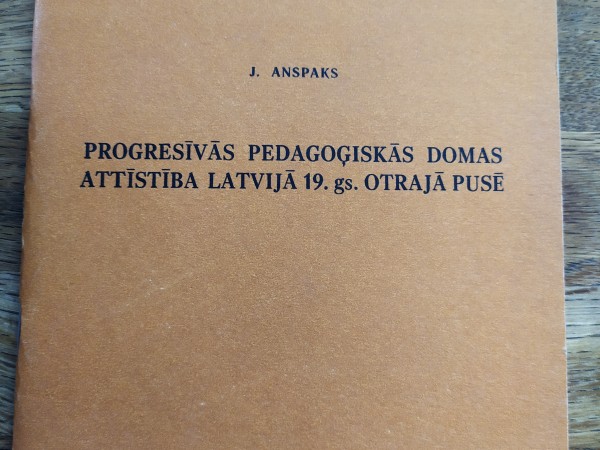 J. ANSPAKS
PROGRESĪVĀS PEDAGOĢISKĀS DOMAS
ATTĪSTĪBA LATVIJĀ 19. gs. OTRAJĀ PUSĒ